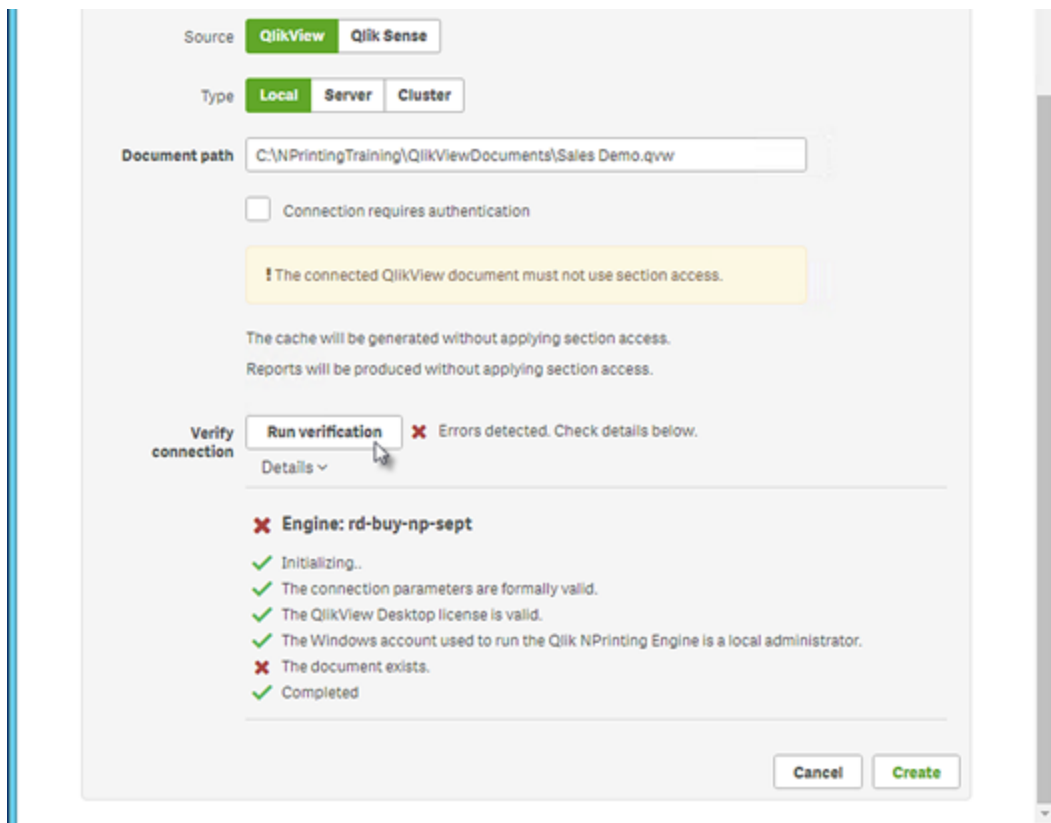 Source QlikView Qlik Sense
Type Local Server Cluster
Document path C:\NPrintingTraining\QlikViewDocuments\Sales Demo.qvw
Connection requires authentication
! The connected QlikView document must not use section access.
The cache will be generated without applying section access.
Reports will be produced without applying section access.
Verify connection Run verification Errors detected. Check details below.
Details
Engine: rd-buy-np-sept
Initializing..
The connection parameters are formally valid.
The QlikView Desktop license is valid.
The Windows account used to run the Qlik NPrinting Engine is a local administrator.
The document exists.
Completed
Cancel Create